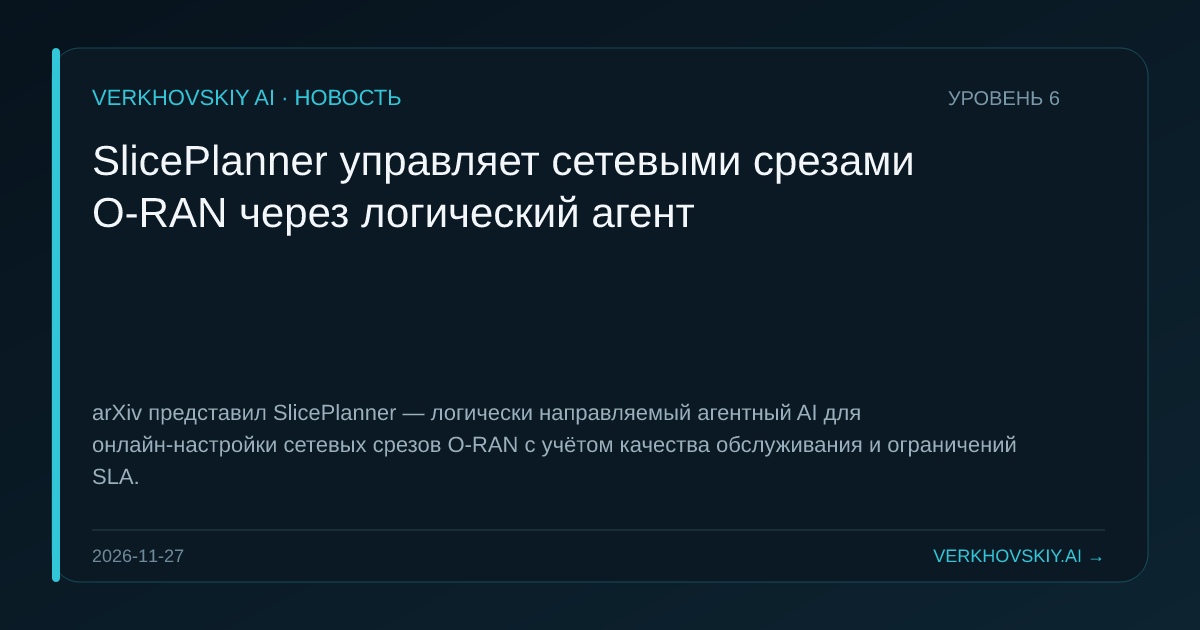 VERKHOVSKIY AI · НОВОСТЬ
УРОВЕНЬ 6
SlicePlanner управляет сетевыми срезами
O-RAN через логический агент
arXiv представил SlicePlanner — логически направляемый агентный AI для
онлайн-настройки сетевых срезов O-RAN с учётом качества обслуживания и ограничений
SLA.
2026-11-27
VERKHOVSKIY.AI →